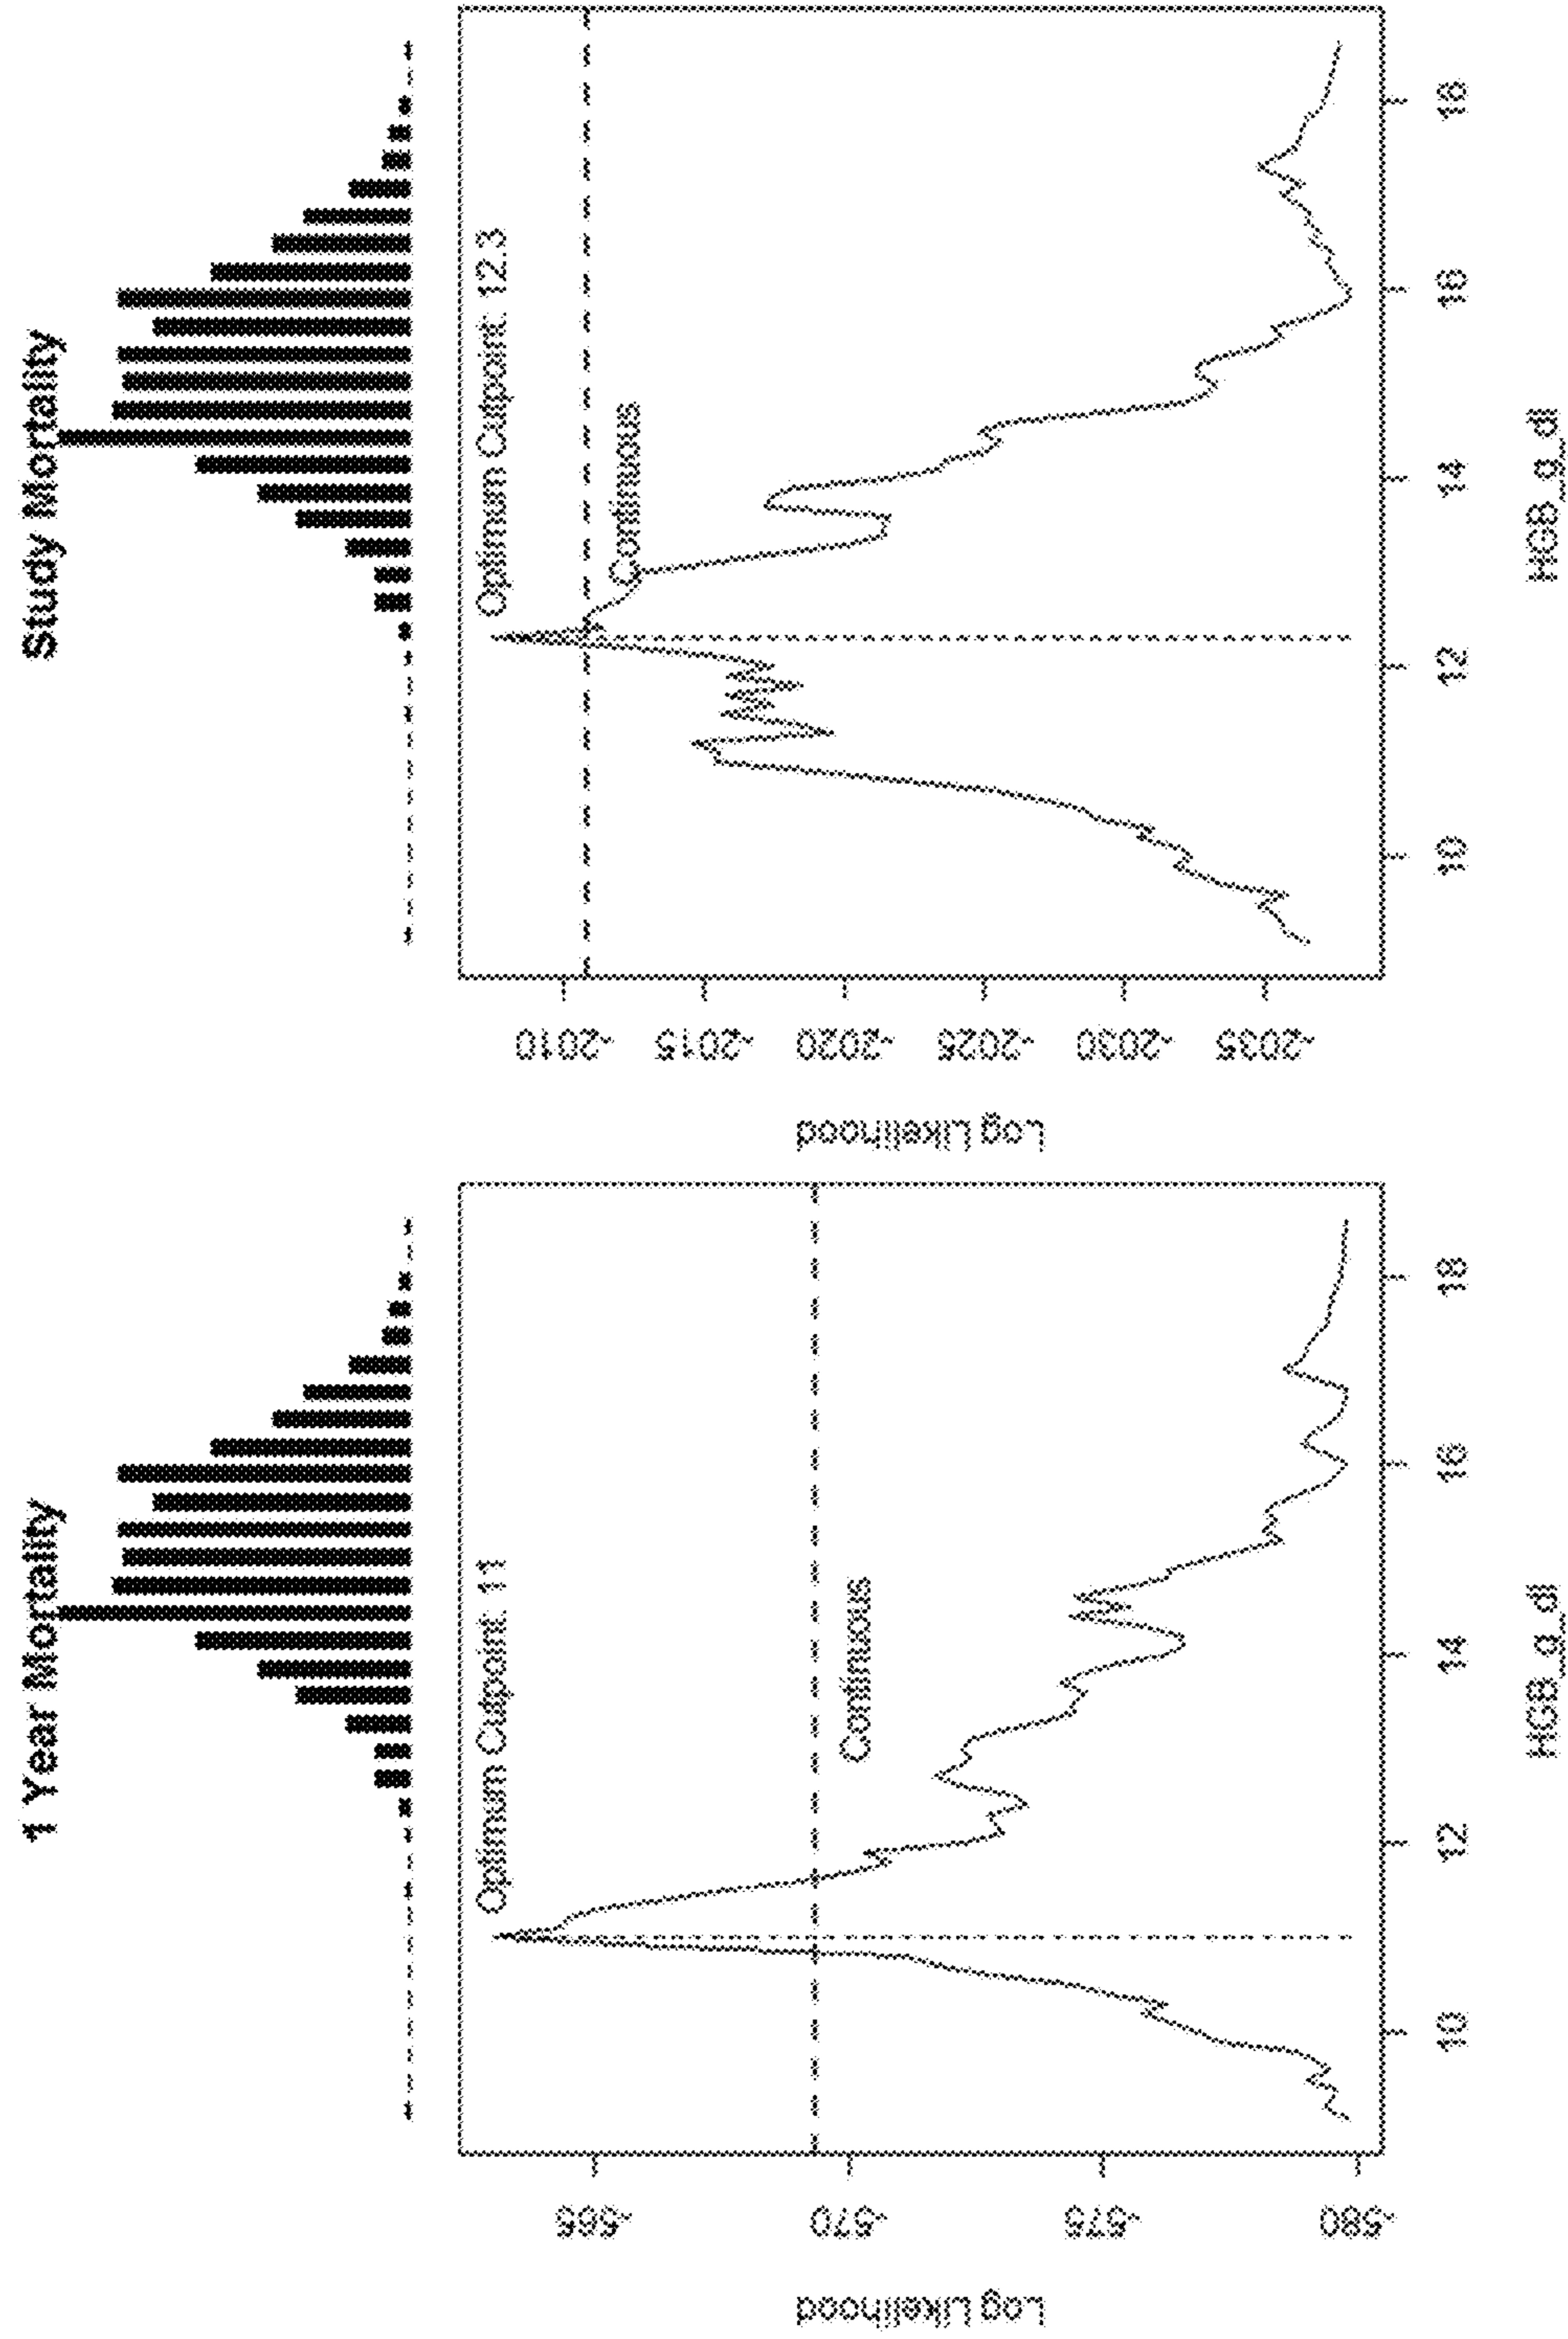 1 Year Mortality
Optimum Cutpoint: 11
Continuous
Log Likelihood
-565
-570
-575
-580
10
12
14
16
18
HGB_g_dl
Study Mortality
Optimum Cutpoint: 12.3
Continuous
Log Likelihood
-2010
-2015
-2020
-2025
-2030
-2035
10
12
14
16
18
HGB_g_dl